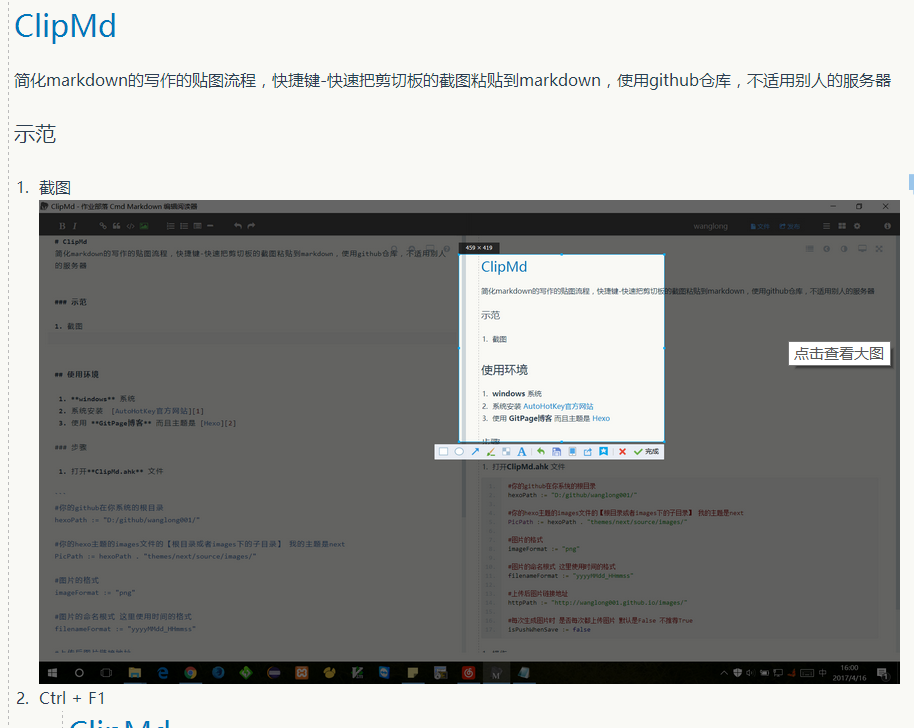 ClipMd
简化markdown的写作的贴图流程，快捷键-快速把剪切板的截图粘贴到markdown，使用github仓库，不适用别人的服务器
示范
1. 截图
ClipMd - 作业部落 Cmd Markdown 编辑阅读器
wanglong
# ClipMd
简化markdown的写作的贴图流程，快捷键-快速把剪切板的截图粘贴到markdown，使用github仓库，不适用别人
的服务器
### 示范
1. 截图
## 使用环境
1. **windows** 系统
2. 系统安装 [AutoHotKey官方网站][1]
3. 使用 **GitPage博客** 而且主题是 [Hexo][2]
### 步骤
1. 打开**ClipMd.ahk** 文件
```
#你的github在你系统的根目录
hexoPath := "D:/github/wanglong001/"
#你的hexo主题的images文件的【根目录或者images下的子目录】 我的主题是next
PicPath := hexoPath . "themes/next/source/images/"
#图片的格式
imageFormat := "png"
#图片的命名格式 这里使用时间的格式
filenameFormat := "yyyyMMdd_HHmmss"
#上传后图片链接地址
459 × 419
ClipMd
简化markdown的写作的贴图流程，快捷键-快速把剪切板的截图粘贴到markdown，使用github仓库，不适用别人的服务器
示范
1. 截图
使用环境
1. windows 系统
2. 系统安装 AutoHotKey官方网站
3. 使用 GitPage博客 而且主题是 Hexo
步骤
完成
1. 打开ClipMd.ahk 文件
#你的github在你系统的根目录
hexoPath := "D:/github/wanglong001/"
#你的hexo主题的images文件的【根目录或者images下的子目录】 我的主题是next
PicPath := hexoPath . "themes/next/source/images/"
#图片的格式
imageFormat := "png"
#图片的命名格式 这里使用时间的格式
filenameFormat := "yyyyMMdd_HHmmss"
#上传后图片链接地址
httpPath := "http://wanglong001.github.io/images/"
#每次生成图片时 是否每次都上传图片 默认是False 不推荐True
isPushWhenSave := false
点击查看大图
中
16:00
2017/4/16
2. Ctrl + F1
ClipMd